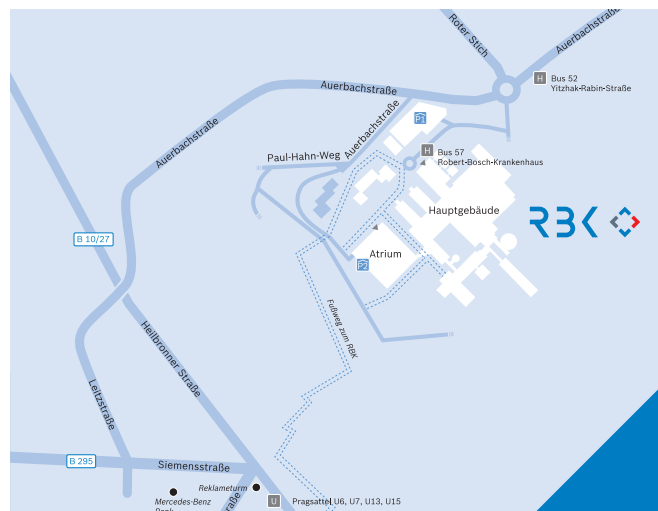 Roter Stich
Auerbachstraße
Auerbachstraße
H
Bus 52
Yitzhak-Rabin-Straße
P1
Auerbachstraße
Auerbachstraße
Paul-Hahn-Weg
H
Bus 57
Robert-Bosch-Krankenhaus
Hauptgebäude
RBK
B 10/27
Atrium
P2
Fußweg zum RBK
Heilbronner Straße
Leitzstraße
B 295
Siemensstraße
Reklameturm
Mercedes-Benz
straße
U
Pragsattel U6, U7, U13, U15